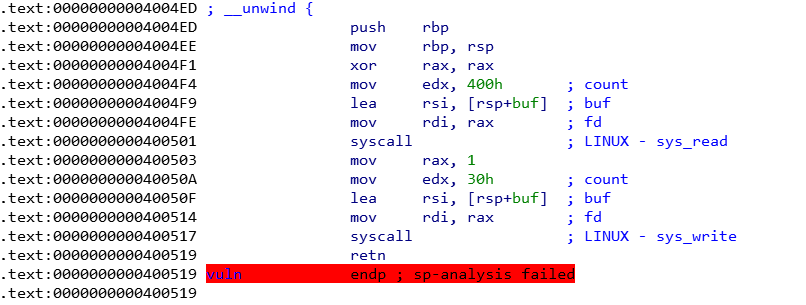 .text:00000000004004ED ; __unwind {
.text:00000000004004ED push rbp
.text:00000000004004EE mov rbp, rsp
.text:00000000004004F1 xor rax, rax
.text:00000000004004F4 mov edx, 400h ; count
.text:00000000004004F9 lea rsi, [rsp+buf] ; buf
.text:00000000004004FE mov rdi, rax ; fd
.text:0000000000400501 syscall ; LINUX - sys_read
.text:0000000000400503 mov rax, 1
.text:000000000040050A mov edx, 30h ; count
.text:000000000040050F lea rsi, [rsp+buf] ; buf
.text:0000000000400514 mov rdi, rax ; fd
.text:0000000000400517 syscall ; LINUX - sys_write
.text:0000000000400519 retn
.text:0000000000400519 vuln endp ; sp-analysis failed
.text:0000000000400519